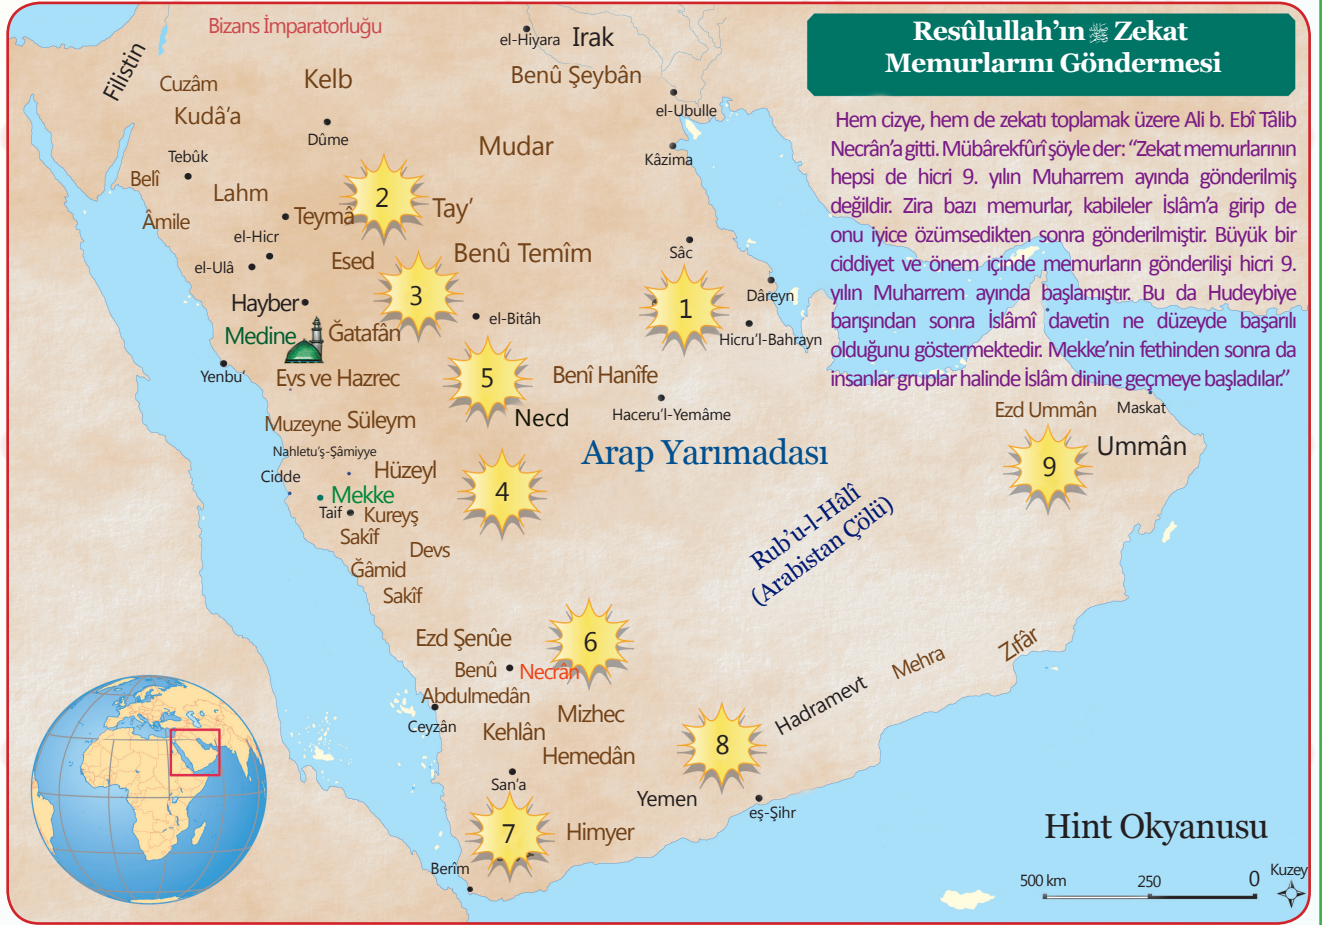 Resûlullah'ın ﷺ Zekat
Memurlarını Göndermesi
Hem cizye, hem de zekatı toplamak üzere Ali b. Ebî Tâlib
Necrân'a gitti. Mübârekfûrî şöyle der: "Zekat memurlarının
hepsi de hicri 9. yılın Muharrem ayında gönderilmiş
değildir. Zira bazı memurlar, kabileler İslâm'a girip de
onu iyice özümsedikten sonra gönderilmiştir. Büyük bir
ciddiyet ve önem içinde memurların gönderilişi hicri 9.
yılın Muharrem ayında başlamıştır. Bu da Hudeybiye
barışından sonra İslâmî davetin ne düzeyde başarılı
olduğunu göstermektedir. Mekke'nin fethinden sonra da
insanlar gruplar halinde İslâm dinine geçmeye başladılar."
Bizans İmparatorluğu
el-Hiyara
Irak
Filistin
Cuzâm
Kelb
Benû Şeybân
Kudâ'a
el-Ubulle
Dûme
Mudar
Tebûk
Kâzima
Belî
Lahm
2
Teymâ
Tay'
Âmile
el-Hicr
Benû Temîm
Sâc
el-Ulâ
Esed
3
Dâreyn
Hayber
1
el-Bitâh
Medine
Ğatafân
Hicru'l-Bahrayn
Yenbu'
Evs ve Hazrec
5
Benî Hanîfe
Necd
Haceru'l-Yemâme
Ezd Ummân
Maskat
Muzeyne
Süleym
Ummân
Nahletu'ş-Şâmiyye
Arap Yarımadası
9
Cidde
Hüzeyl
Mekke
4
Taif
Kureyş
Sakîf
Devs
Rub'u-l-Hâlî
(Arabistan Çölü)
Ğâmid
Sakîf
Ezd Şenûe
6
Benû
Necrân
Abdulmedân
Mehra
Zıfâr
Ceyzân
Mizhec
Hadramevt
Kehlân
8
Hemedân
San'a
Yemen
eş-Şihr
7
Himyer
Hint Okyanusu
Berîm
500 km
250
0
Kuzey